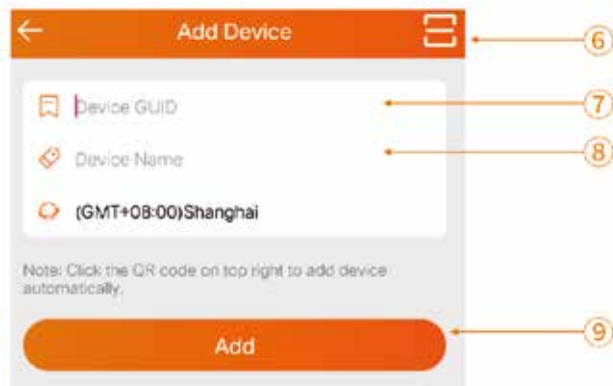 Add Device
⑥
Device GUID
⑦
Device Name
⑧
(GMT+08:00)Shanghai
Note: Click the QR code on top right to add device
automatically.
Add
⑨